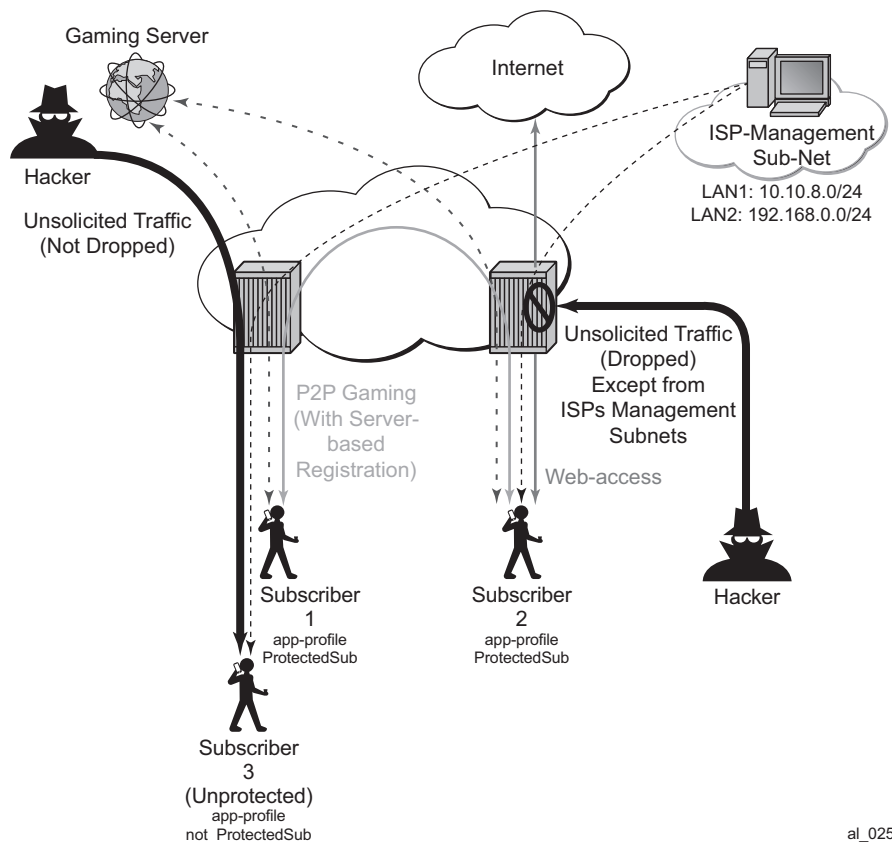 Gaming Server
Internet
ISP-Management
Sub-Net
LAN1: 10.10.8.0/24
LAN2: 192.168.0.0/24
Hacker
Unsolicited Traffic
(Not Dropped)
P2P Gaming
(With Server-
based
Registration)
Unsolicited Traffic
(Dropped)
Except from
ISPs Management
Subnets
Web-access
Subscriber
1
app-profile
ProtectedSub
Subscriber
2
app-profile
ProtectedSub
Hacker
Subscriber
3
(Unprotected)
app-profile
not ProtectedSub
al_025